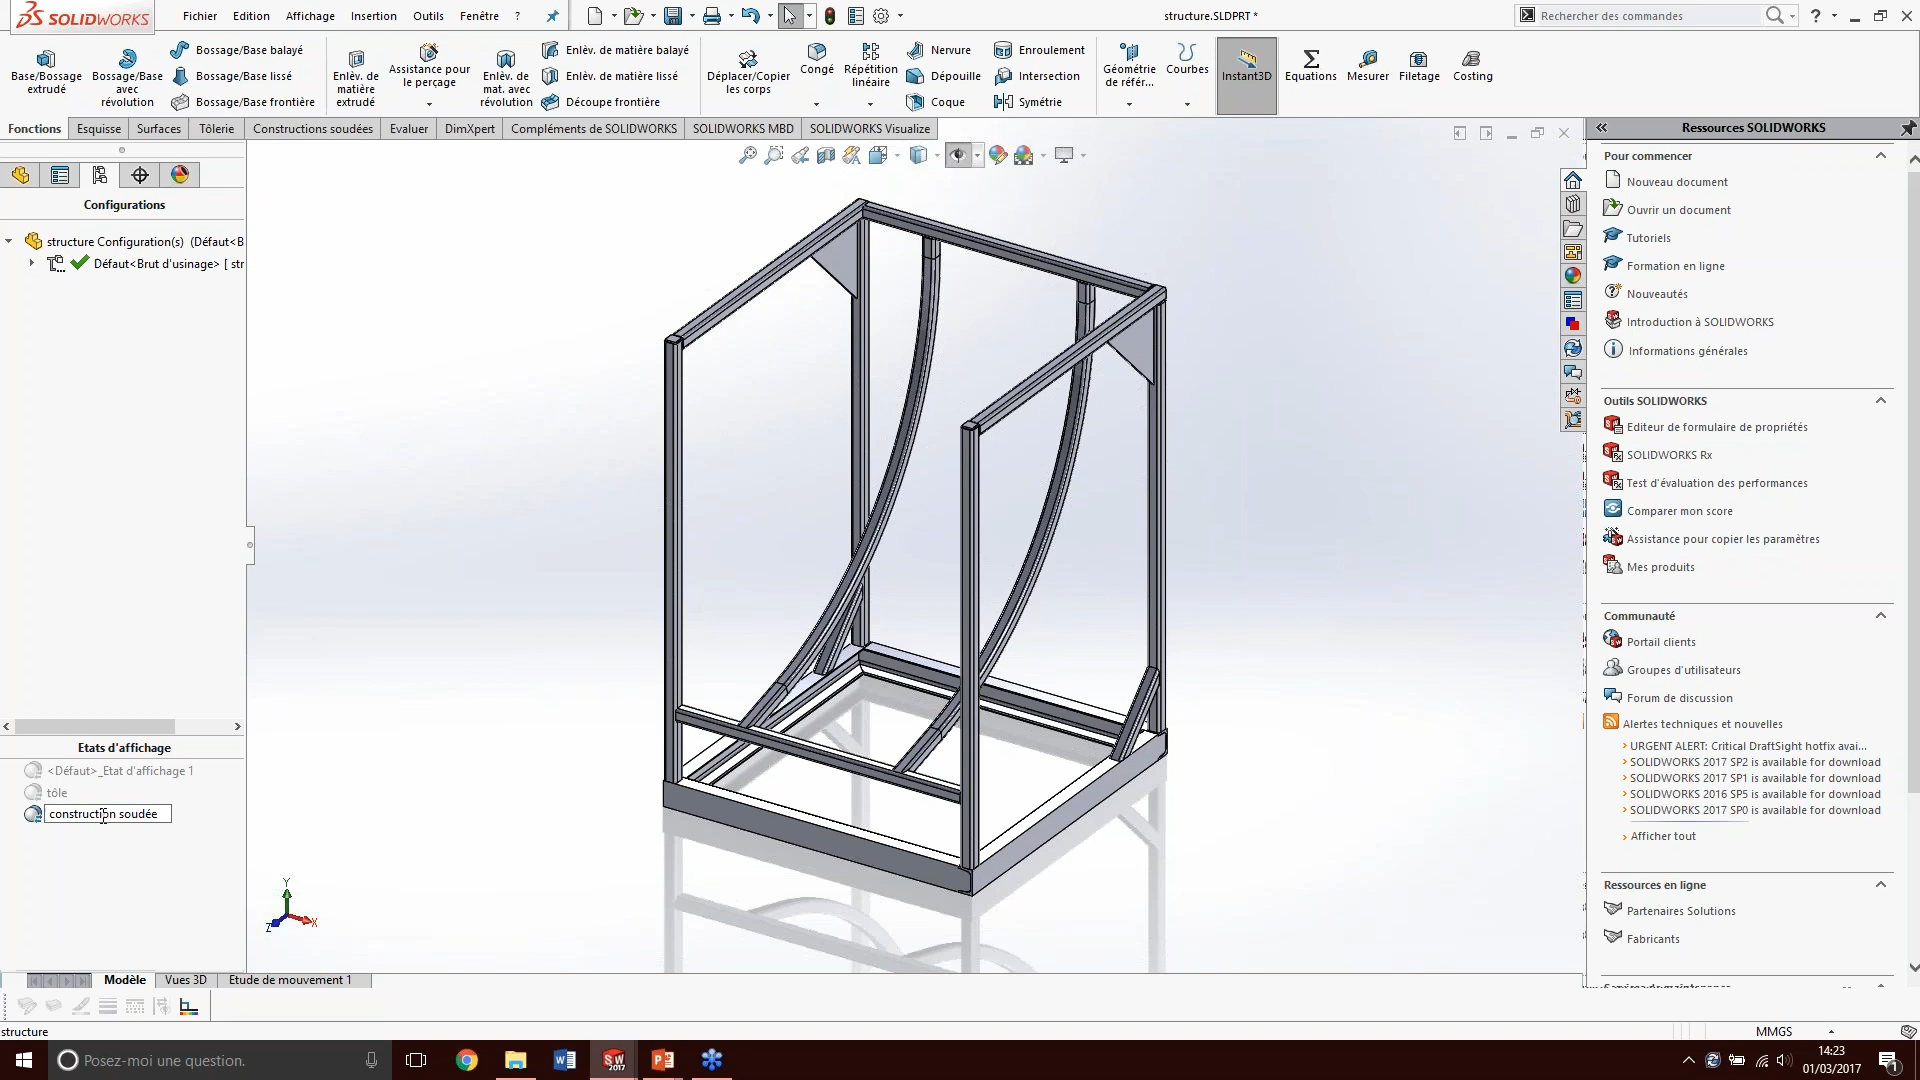 SOLIDWORKS
Fichier Edition Affichage Insertion Outils Fenêtre ?
structure.SLDPRT *
Rechercher des commandes
Base/Bossage extrudé
Bossage/Base avec révolution
Bossage/Base balayé
Bossage/Base lissé
Bossage/Base frontière
Enlèv. de matière extrudé
Assistance pour le perçage
Enlèv. de mat. avec révolution
Enlèv. de matière balayé
Enlèv. de matière lissé
Découpe frontière
Déplacer/Copier les corps
Congé
Répétition linéaire
Nervure
Dépouille
Coque
Enroulement
Intersection
Symétrie
Géométrie de référ...
Courbes
Instant3D
Equations
Mesurer
Filetage
Costing
Fonctions Esquisse Surfaces Tôlerie Constructions soudées Evaluer DimXpert Compléments de SOLIDWORKS SOLIDWORKS MBD SOLIDWORKS Visualize
Configurations
structure Configuration(s) (Défaut<B
Défaut<Brut d'usinage> [ str
Etats d'affichage
<Défaut>_Etat d'affichage 1
tôle
construction soudée
Y
X
Z
Ressources SOLIDWORKS
Pour commencer
Nouveau document
Ouvrir un document
Tutoriels
Formation en ligne
Nouveautés
Introduction à SOLIDWORKS
Informations générales
Outils SOLIDWORKS
Editeur de formulaire de propriétés
SOLIDWORKS Rx
Test d'évaluation des performances
Comparer mon score
Assistance pour copier les paramètres
Mes produits
Communauté
Portail clients
Groupes d'utilisateurs
Forum de discussion
Alertes techniques et nouvelles
URGENT ALERT: Critical DraftSight hotfix avai...
SOLIDWORKS 2017 SP2 is available for download
SOLIDWORKS 2017 SP1 is available for download
SOLIDWORKS 2016 SP5 is available for download
SOLIDWORKS 2017 SP0 is available for download
Afficher tout
Ressources en ligne
Partenaires Solutions
Fabricants
Modèle Vues 3D Etude de mouvement 1
structure
MMGS
Posez-moi une question.
14:23
01/03/2017